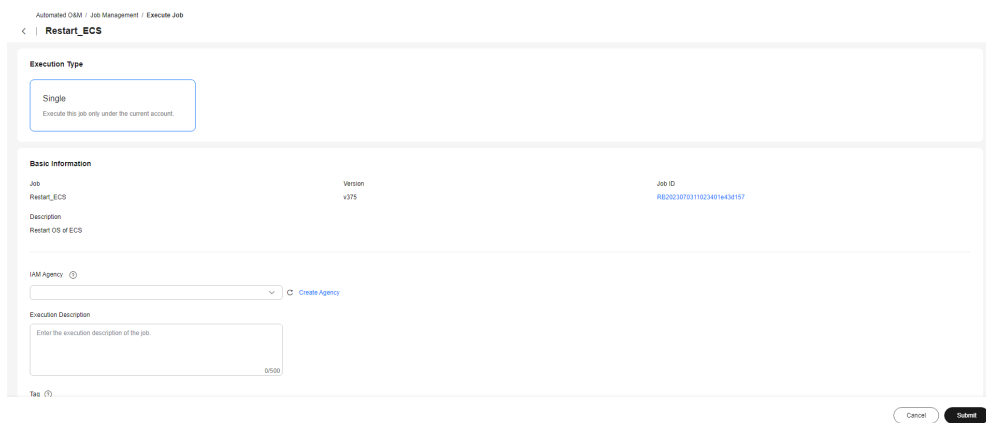 Automated O&M / Job Management / Execute Job
Restart_ECS
Execution Type
Single
Execute this job only under the current account.
Basic Information
Job
Version
Job ID
Restart_ECS
v375
RB2023070311023401e43d157
Description
Restart OS of ECS
IAM Agency
Create Agency
Execution Description
Enter the execution description of the job.
0/500
Tag
Cancel
Submit